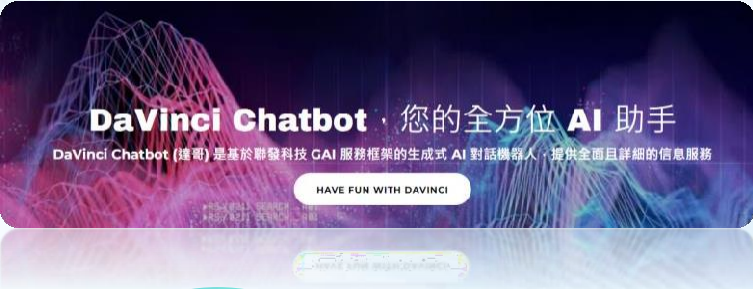 DaVinci Chatbot,您的全方位 AI 助手
DaVinci Chatbot (達哥) 是基於聯發科技 GAI 服務框架的生成式 AI 對話機器人,提供全面且詳細的信息服務
HAVE FUN WITH DAVINCI